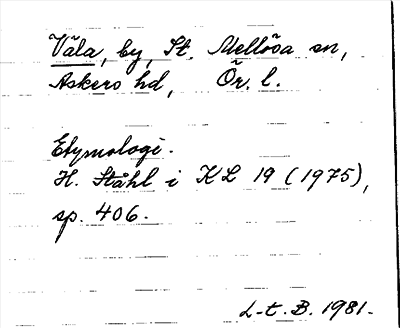 Väla, by, St. Mellösa sn,
Askers hd, Ör. l.
Etymologi.
H. Ståhl i KL 19 (1975),
sp. 406.
L-t. B. 1981.